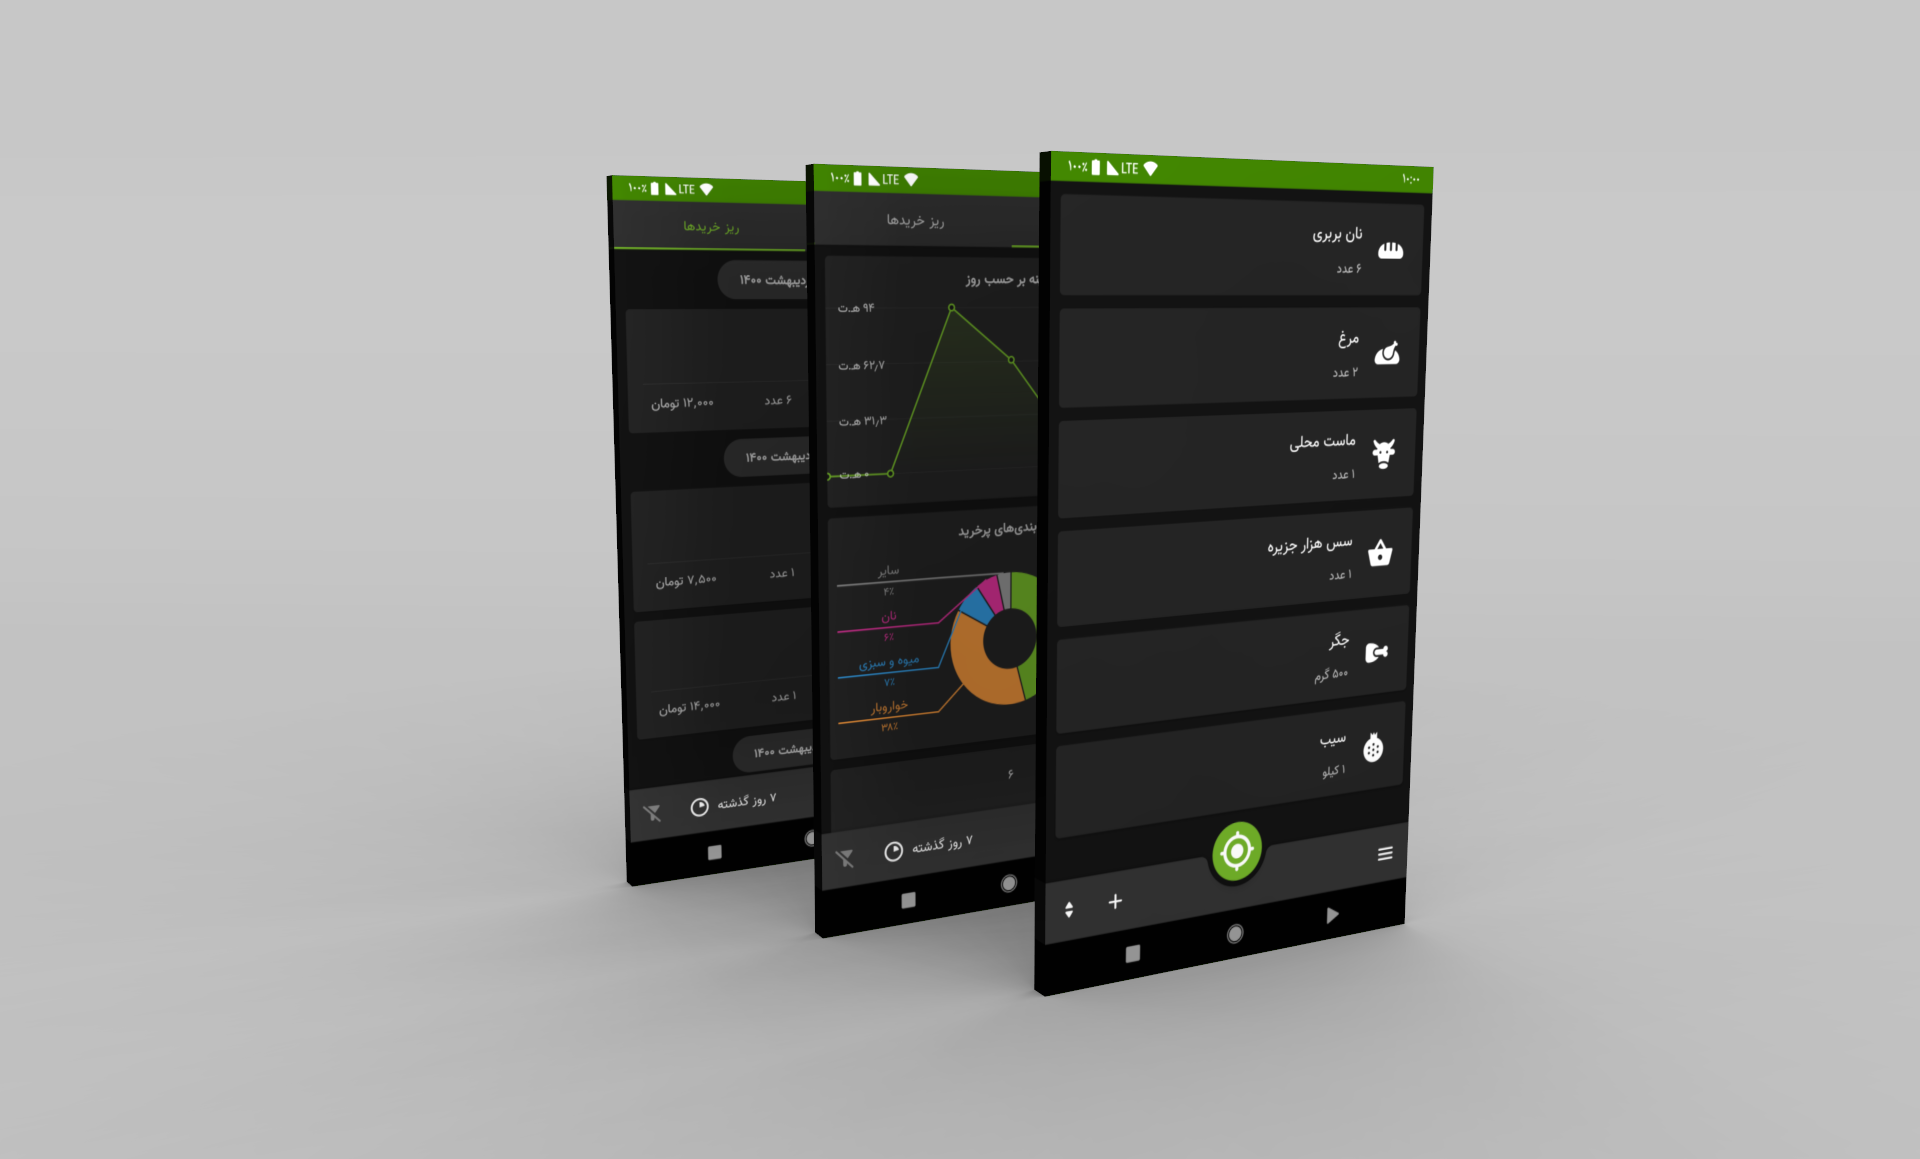 ۱۰۰٪ LTE
ریز خریدها
۱۴۰۰
۱۲,۰۰۰ تومان
۶ عدد
۱۴۰۰
۷,۵۰۰ تومان
۱ عدد
۱۴,۰۰۰ تومان
۱ عدد
۱۴۰۰
۷ روز گذشته
۱۰۰٪ LTE
ریز خریدها
بر حسب روز
۹۴ هـ.ت
۶۲٫۷ هـ.ت
۳۱٫۳ هـ.ت
۰ هـ.ت
بندی‌های پرخرید
سایر
۴٪
نان
۶٪
میوه و سبزی
۷٪
خواروبار
۳۸٪
۶
۷ روز گذشته
۱۰۰٪ LTE
۱۰:۰۰
نان بربری
۶ عدد
مرغ
۲ عدد
ماست محلی
۱ عدد
سس هزار جزیره
۱ عدد
جگر
۵۰۰ گرم
سیب
۱ کیلو